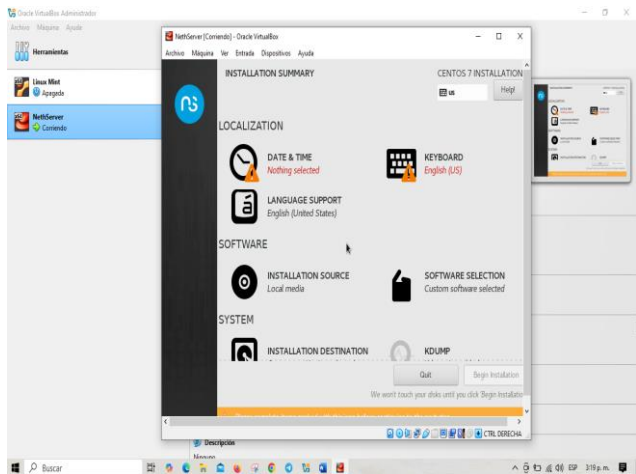 Oracle VirtualBox Administrador
Archivo Máquina Ayuda
Herramientas
Linux Mint
Apagada
NethServer
Corriendo
NethServer [Corriendo] - Oracle VirtualBox
Archivo Máquina Ver Entrada Dispositivos Ayuda
INSTALLATION SUMMARY
CENTOS 7 INSTALLATION
us
Help!
LOCALIZATION
DATE & TIME
Nothing selected
KEYBOARD
English (US)
LANGUAGE SUPPORT
English (United States)
SOFTWARE
INSTALLATION SOURCE
Local media
SOFTWARE SELECTION
Custom software selected
SYSTEM
INSTALLATION DESTINATION
KDUMP
Quit
Begin Installation
We won't touch your disks until you click 'Begin Installatio
CTRL DERECHA
Descripción
Ninguno
Buscar
ESP
3:19 p. m.